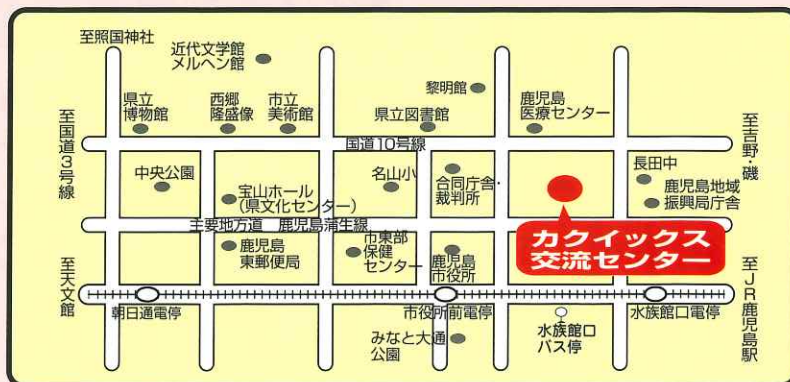 至照国神社
近代文学館
メルヘン館
黎明館
県立
博物館
西郷
隆盛像
市立
美術館
県立図書館
鹿児島
医療センター
至国道3号線
国道10号線
至吉野・磯
中央公園
宝山ホール
(県文化センター)
名山小
合同庁舎・
裁判所
長田中
鹿児島地域
振興局庁舎
主要地方道 鹿児島蒲生線
カクイックス
交流センター
鹿児島
東郵便局
市東部
保健
センター
鹿児島
市役所
至天文館
至JR鹿児島駅
朝日通電停
市役所前電停
水族館口
バス停
水族館口電停
みなと大通
公園